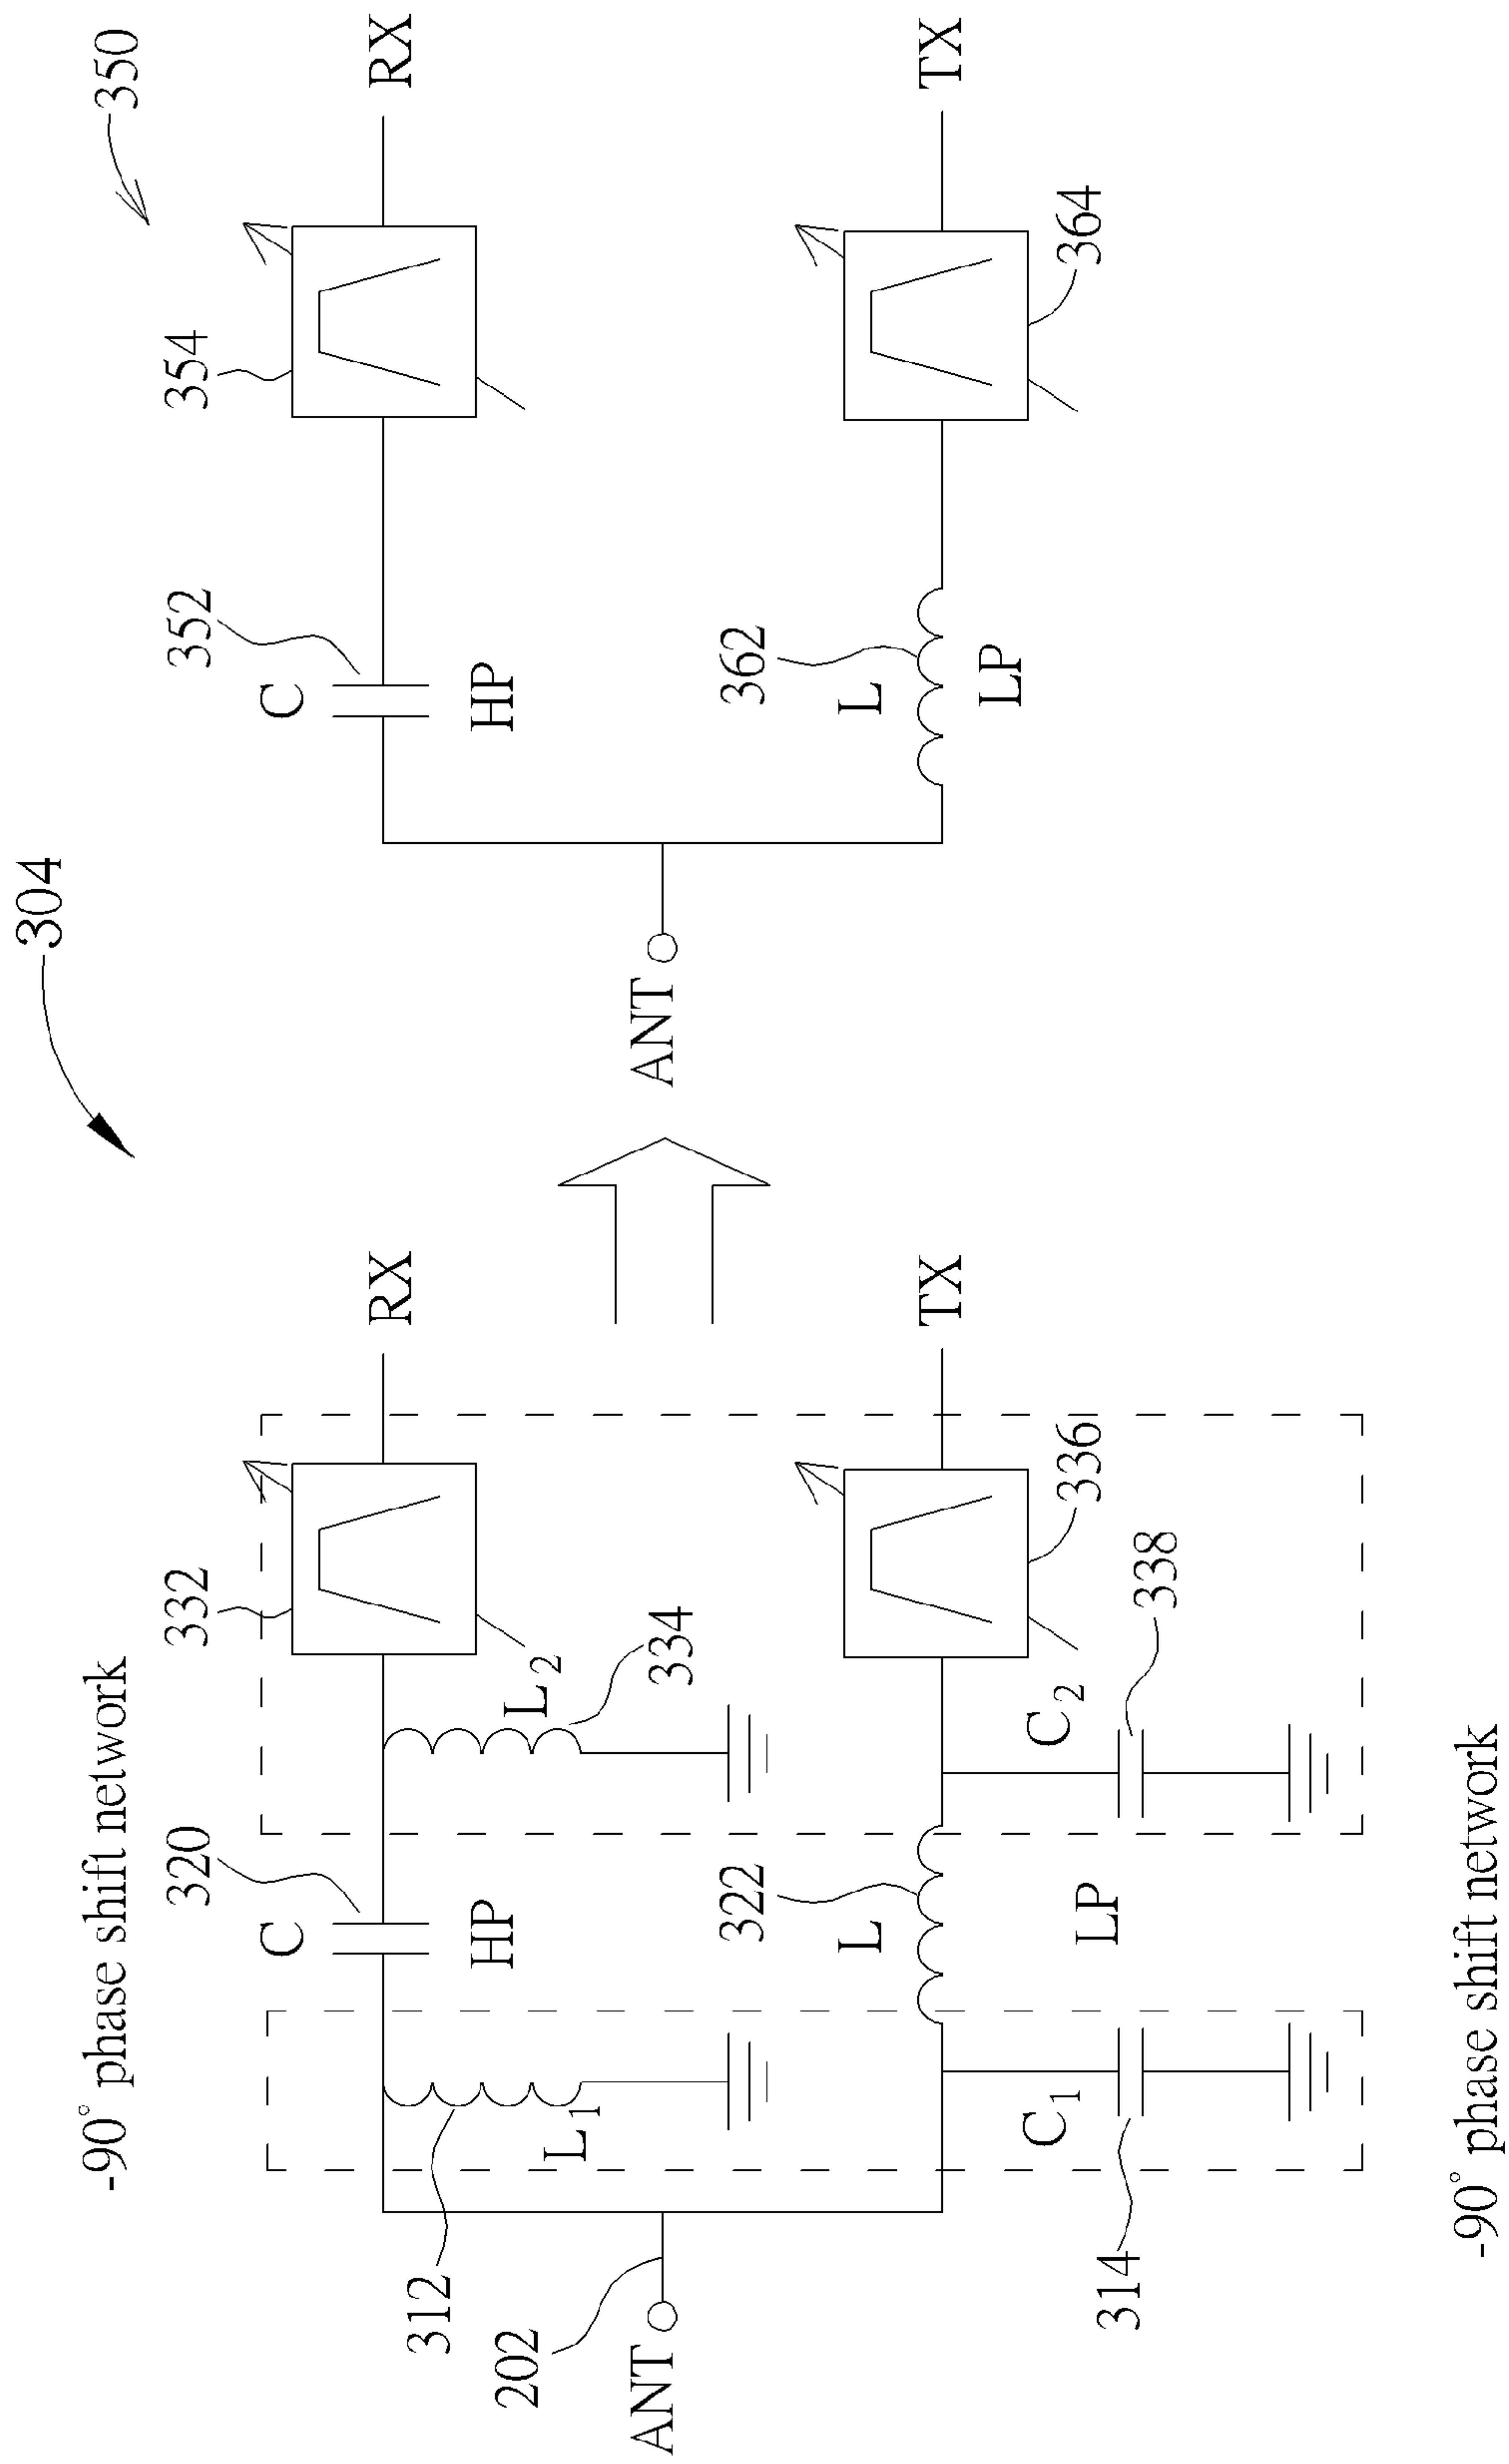 304
350
-90° phase shift network
320
332
C
HP
RX
L1
312
L2
334
202
ANT
322
L
LP
TX
336
C1
314
C2
338
-90° phase shift network
352
354
C
HP
RX
ANT
362
L
LP
TX
364